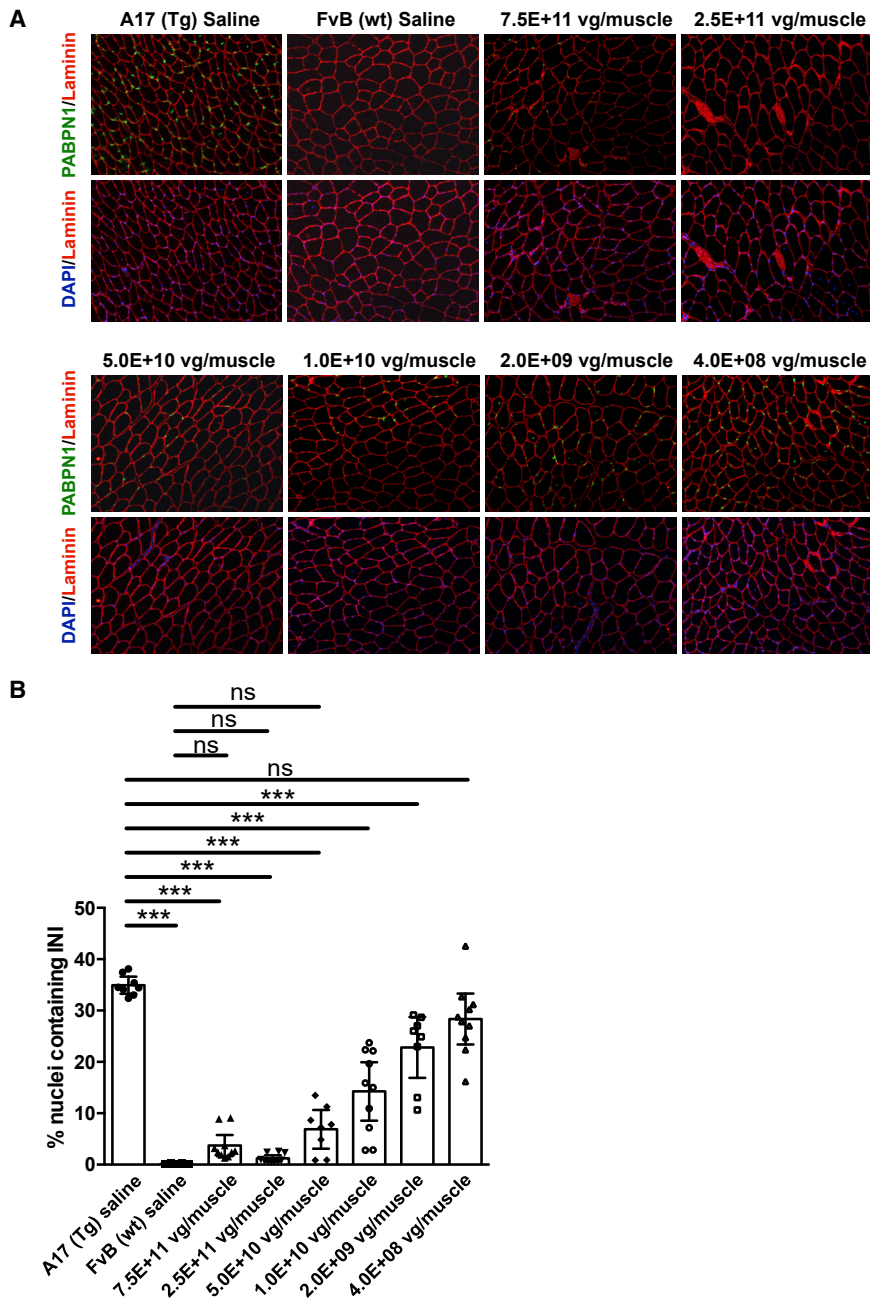 A
A17 (Tg) Saline
FvB (wt) Saline
7.5E+11 vg/muscle
2.5E+11 vg/muscle
PABPN1/Laminin
DAPI/Laminin
5.0E+10 vg/muscle
1.0E+10 vg/muscle
2.0E+09 vg/muscle
4.0E+08 vg/muscle
PABPN1/Laminin
DAPI/Laminin
B
ns
ns
ns
ns
***
***
***
***
***
***
% nuclei containing INI
50
40
30
20
10
0
A17 (Tg) saline
FvB (wt) saline
7.5E+11 vg/muscle
2.5E+11 vg/muscle
5.0E+10 vg/muscle
1.0E+10 vg/muscle
2.0E+09 vg/muscle
4.0E+08 vg/muscle